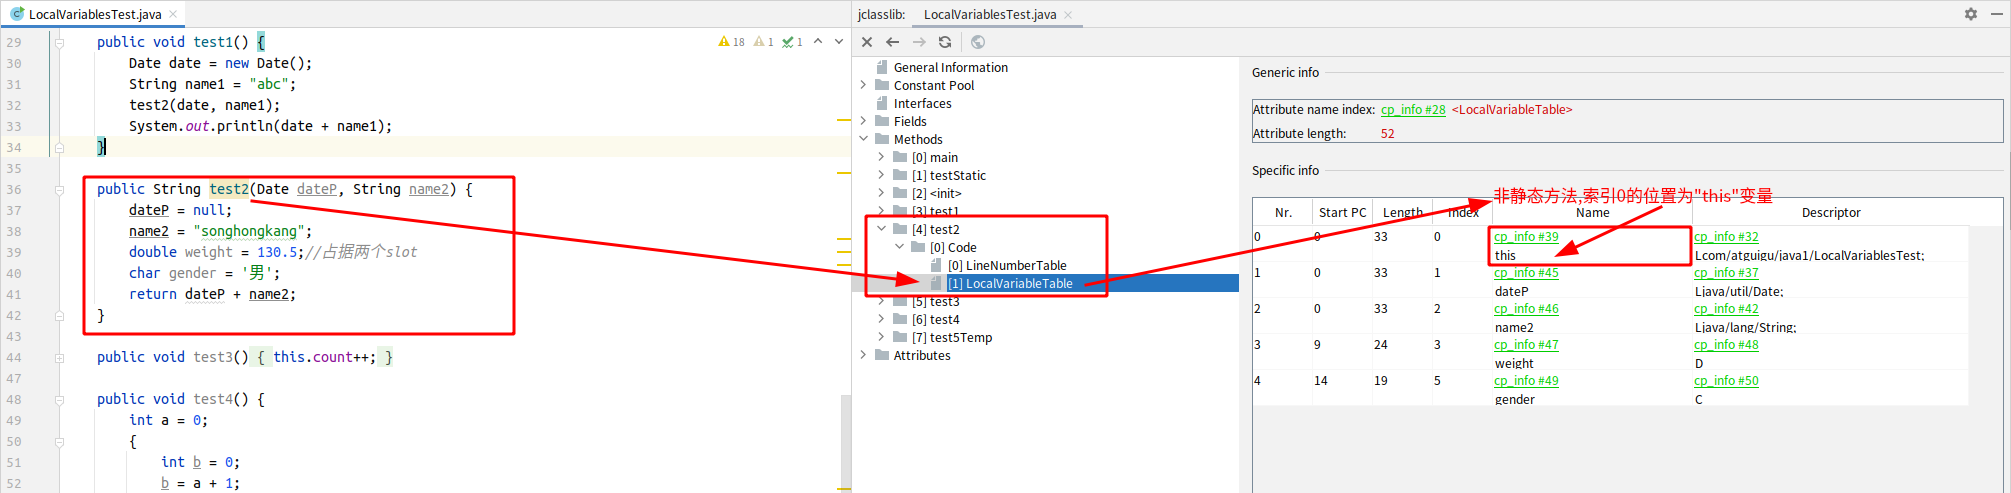 LocalVariablesTest.java
29 public void test1() {
18 1 1
30 Date date = new Date();
31 String name1 = "abc";
32 test2(date, name1);
33 System.out.println(date + name1);
34 }
35
36 public String test2(Date dateP, String name2) {
37 dateP = null;
38 name2 = "songhongkang";
39 double weight = 130.5;//占据两个slot
40 char gender = '男';
41 return dateP + name2;
42 }
43
44 public void test3() { this.count++; }
47
48 public void test4() {
49 int a = 0;
50 {
51 int b = 0;
52 b = a + 1;
jclasslib: LocalVariablesTest.java
General Information
Constant Pool
Interfaces
Fields
Methods
[0] main
[1] testStatic
[2] <init>
[3] test1
[4] test2
[0] Code
[0] LineNumberTable
[1] LocalVariableTable
[5] test3
[6] test4
[7] test5Temp
Attributes
Generic info
Attribute name index: cp_info #28 <LocalVariableTable>
Attribute length: 52
Specific info
非静态方法,索引0的位置为"this"变量
Nr. Start PC Length Index Name Descriptor
0 0 33 0 cp_info #39 cp_info #32
this Lcom/atguigu/java1/LocalVariablesTest;
1 0 33 1 cp_info #45 cp_info #37
dateP Ljava/util/Date;
2 0 33 2 cp_info #46 cp_info #42
name2 Ljava/lang/String;
3 9 24 3 cp_info #47 cp_info #48
weight D
4 14 19 5 cp_info #49 cp_info #50
gender C